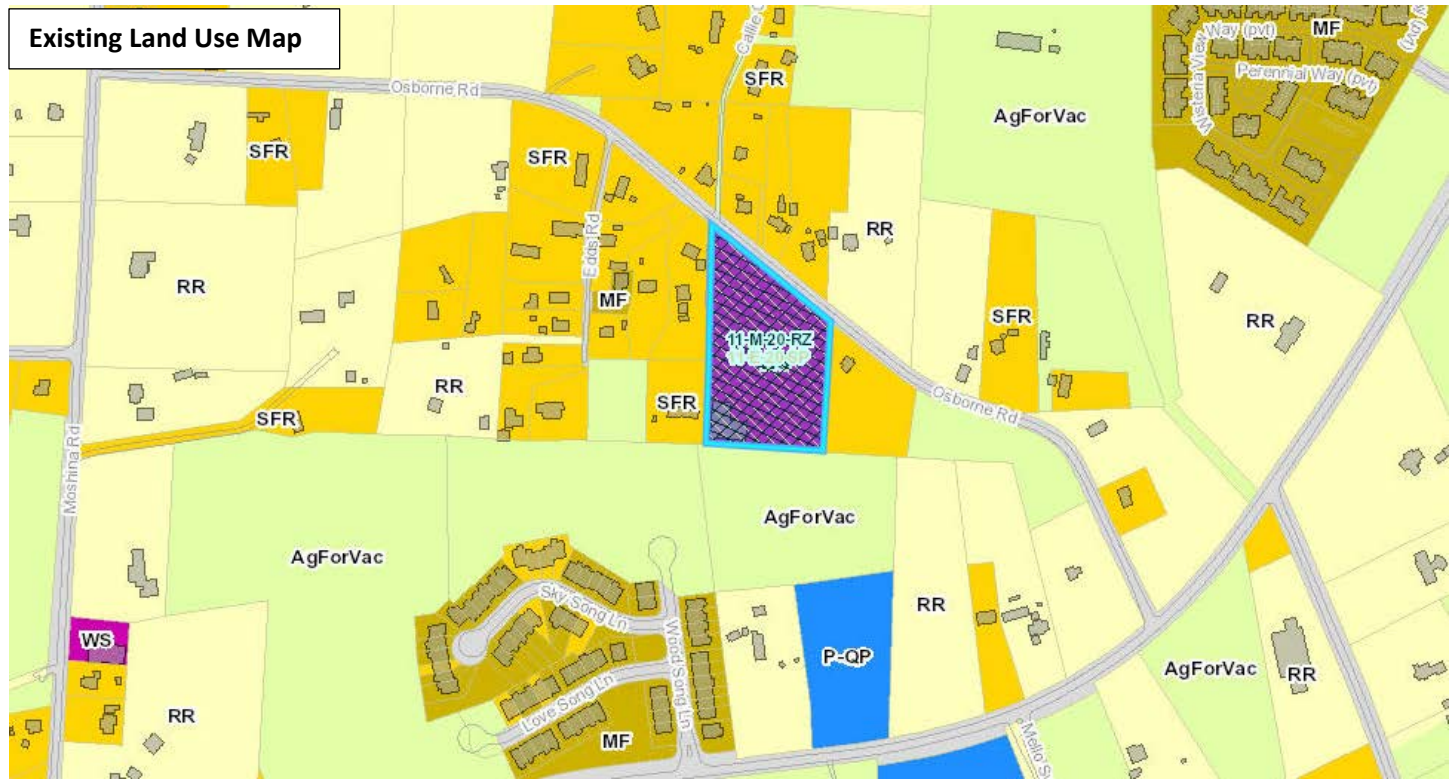 Existing Land Use Map
Way (pvt)
MF
Wisteria View
Perennial Way (pvt)
SFR
Osborne Rd
AgForVac
SFR
SFR
Edds Rd
RR
RR
MF
11-M-20-RZ
SFR
RR
RR
SFR
SFR
Osborne Rd
Moshina Rd
AgForVac
AgForVac
Sky Song Ln
Wood Song Ln
RR
WS
P-QP
AgForVac
RR
Love Song Ln
RR
MF